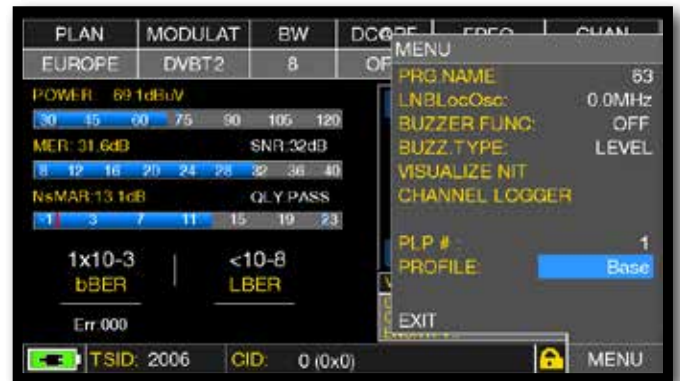 PLAN MODULAT BW
EUROPE DVBT2 8
POWER: 69.1dBuV
30 45 60 75 90 105 120
MER: 31.6dB SNR:32dB
8 12 16 20 24 28 32 36 40
NsMAR:13.1dB QLY:PASS
-1 3 7 11 15 19 23
1x10-3 <10-8
bBER LBER
Err:000
MENU
PRG.NAME 63
LNBLocOsc: 0.0MHz
BUZZER FUNC: OFF
BUZZ.TYPE: LEVEL
VISUALIZE NIT
CHANNEL LOGGER
PLP # 1
PROFILE: Base
EXIT
TSID: 2006 CID: 0 (0x0) MENU